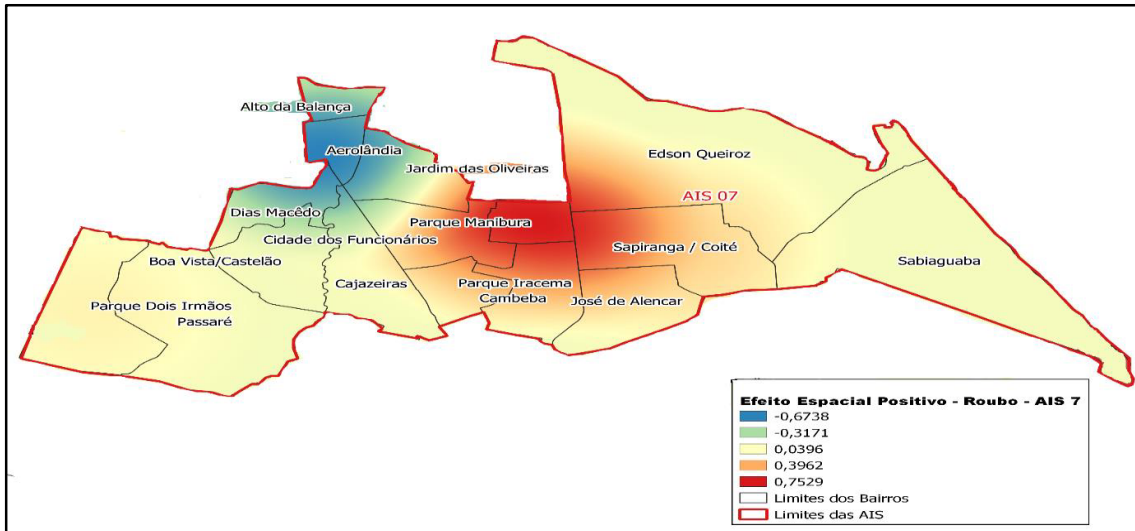 Alto da Balança
Aerolândia
Edson Queiroz
Jardim das Oliveiras
AIS 07
Dias Macêdo
Parque Manibura
Cidade dos Funcionários
Sapiranga / Coité
Boa Vista/Castelão
Sabiaguaba
Cajazeiras
Parque Iracema
Cambeba
José de Alencar
Parque Dois Irmãos
Passaré
Efeito Espacial Positivo - Roubo - AIS 7
-0,6738
-0,3171
0,0396
0,3962
0,7529
Limites dos Bairros
Limites das AIS